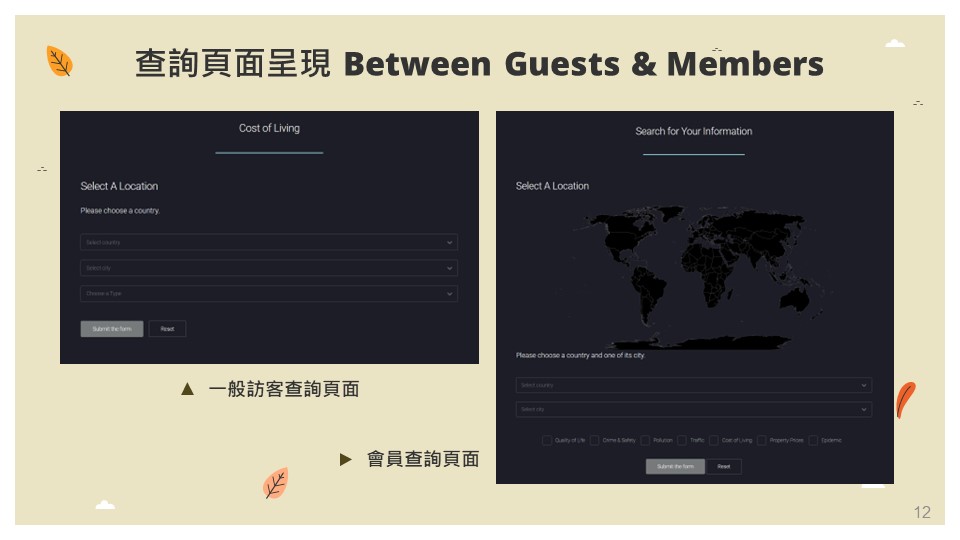 查詢頁面呈現 Between Guests & Members
Cost of Living
Select A Location
Please choose a country.
Select country
Select city
Choose a Type
Submit the form
Reset
▲ 一般訪客查詢頁面
Search for Your Information
Select A Location
Please choose a country and one of its city.
Select country
Select city
Quality of Life Crime & Safety Pollution Traffic Cost of Living Property Prices Epidemic
Submit the form
Reset
► 會員查詢頁面
12